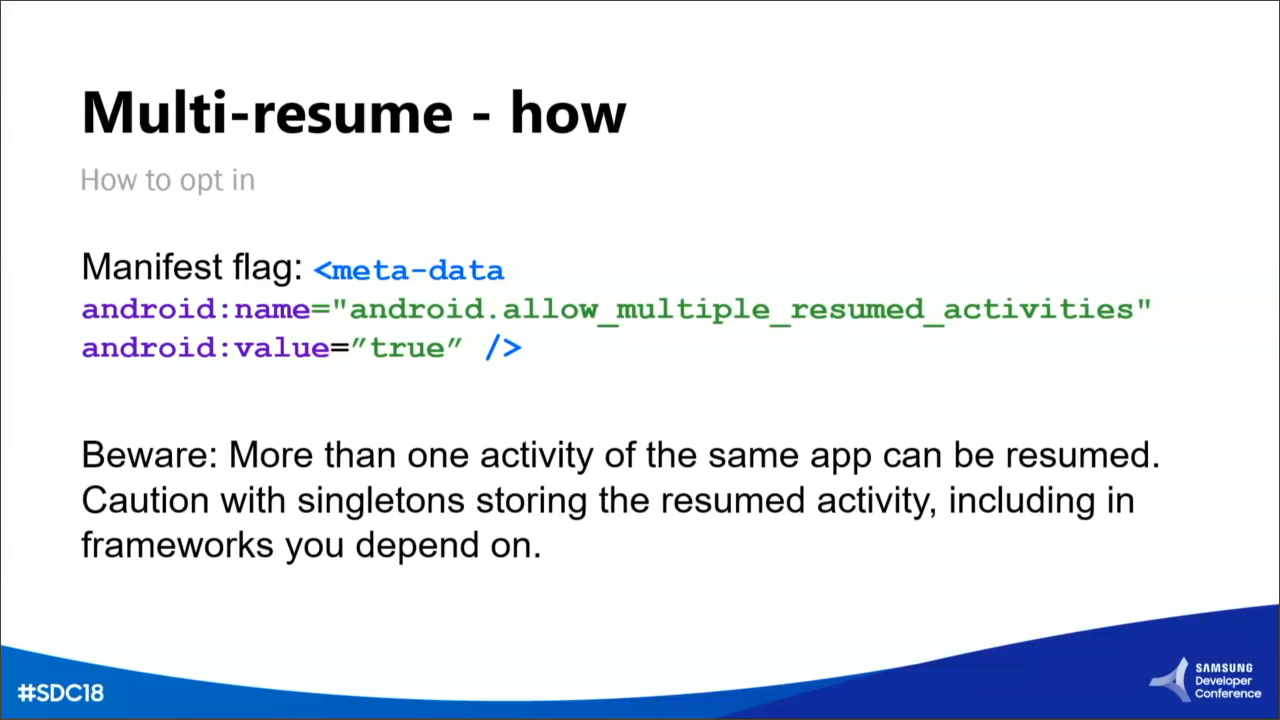 Multi-resume - how
How to opt in
Manifest flag: <meta-data
android:name="android.allow_multiple_resumed_activities"
android:value=”true” />
Beware: More than one activity of the same app can be resumed.
Caution with singletons storing the resumed activity, including in
frameworks you depend on.
#SDC18
SAMSUNG
Developer
Conference